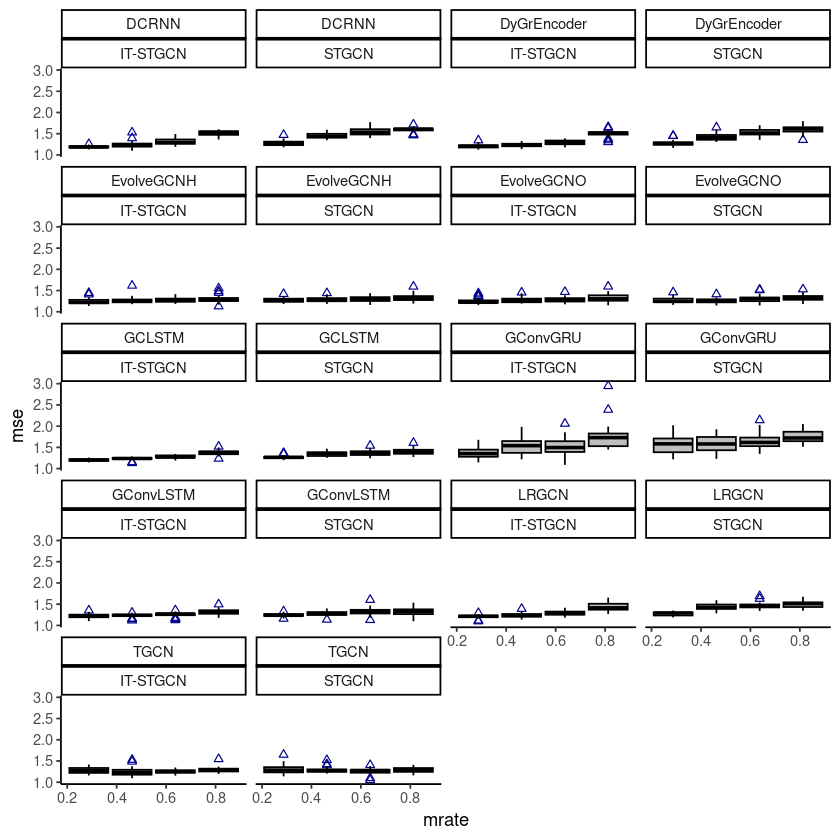 DCRNN DCRNN DyGrEncoder DyGrEncoder
IT-STGCN STGCN IT-STGCN STGCN
3.0
2.5
2.0
1.5
1.0
EvolveGCNH EvolveGCNH EvolveGCNO EvolveGCNO
IT-STGCN STGCN IT-STGCN STGCN
3.0
2.5
2.0
1.5
1.0
GCLSTM GCLSTM GConvGRU GConvGRU
IT-STGCN STGCN IT-STGCN STGCN
3.0
2.5
2.0
1.5
1.0
mse
GConvLSTM GConvLSTM LRGCN LRGCN
IT-STGCN STGCN IT-STGCN STGCN
3.0
2.5
2.0
1.5
1.0
0.2 0.4 0.6 0.8 0.2 0.4 0.6 0.8
TGCN TGCN
IT-STGCN STGCN
3.0
2.5
2.0
1.5
1.0
0.2 0.4 0.6 0.8 0.2 0.4 0.6 0.8
mrate